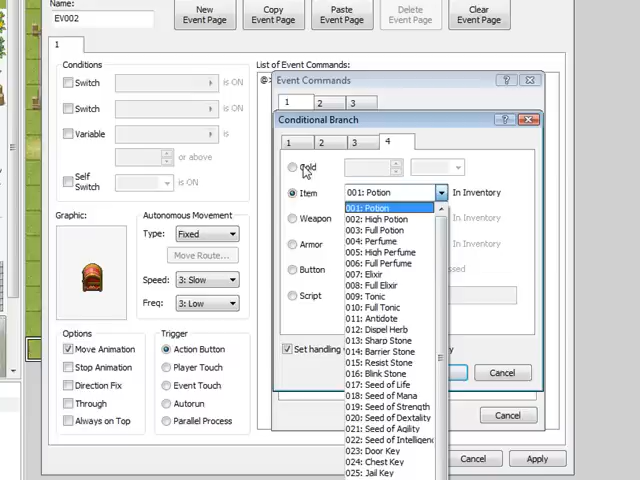 Name:
EV002
New
Event Page
Copy
Event Page
Paste
Event Page
Delete
Event Page
Clear
Event Page
1
Conditions
Switch
is ON
Switch
is ON
Variable
is
or above
Self
Switch
is ON
Graphic:
Autonomous Movement
Type:
Fixed
Move Route...
Speed:
3: Slow
Freq:
3: Low
Options
Move Animation
Stop Animation
Direction Fix
Through
Always on Top
Trigger
Action Button
Player Touch
Event Touch
Autorun
Parallel Process
List of Event Commands:
@>
Event Commands
1
2
3
Conditional Branch
1
2
3
4
Gold
Item
001: Potion
In Inventory
Weapon
In Inventory
Armor
In Inventory
Button
Script
Set handling
Cancel
Cancel
Cancel
Apply
001: Potion
002: High Potion
003: Full Potion
004: Perfume
005: High Perfume
006: Full Perfume
007: Elixir
008: Full Elixir
009: Tonic
010: Full Tonic
011: Antidote
012: Dispel Herb
013: Sharp Stone
014: Barrier Stone
015: Resist Stone
016: Blink Stone
017: Seed of Life
018: Seed of Mana
019: Seed of Strength
020: Seed of Dexterity
021: Seed of Agility
022: Seed of Intelligenc
023: Door Key
024: Chest Key
025: Jail Key